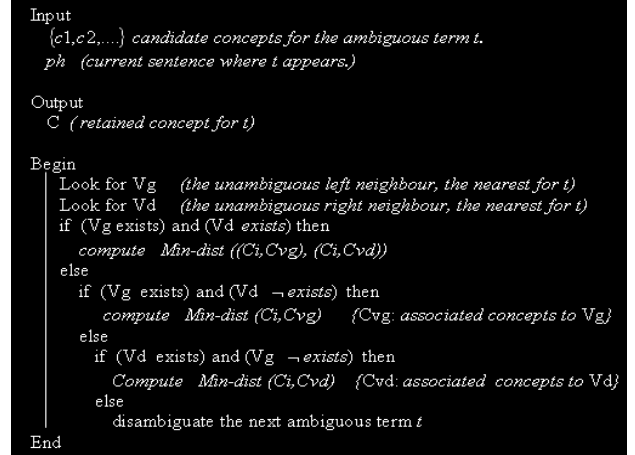 Input
{c1,c2,....} candidate concepts for the ambiguous term t.
ph (current sentence where t appears.)
Output
C ( retained concept for t)
Begin
Look for Vg (the unambiguous left neighbour, the nearest for t)
Look for Vd (the unambiguous right neighbour, the nearest for t)
if (Vg exists) and (Vd exists) then
compute Min-dist ((Ci,Cvg), (Ci,Cvd))
else
if (Vg exists) and (Vd ¬ exists) then
compute Min-dist (Ci,Cvg) {Cvg: associated concepts to Vg}
else
if (Vd exists) and (Vg ¬ exists) then
Compute Min-dist (Ci,Cvd) {Cvd: associated concepts to Vd}
else
disambiguate the next ambiguous term t
End